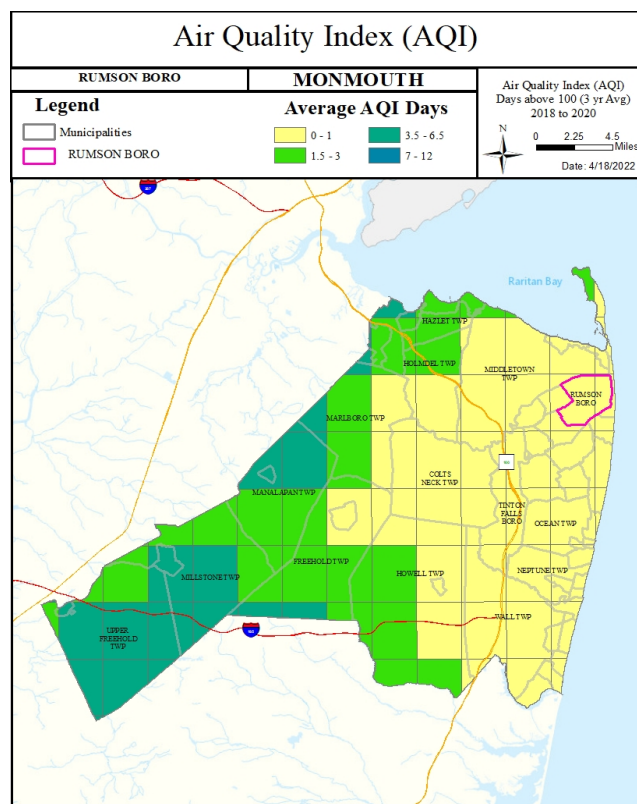 Air Quality Index (AQI)
RUMSON BORO
MONMOUTH
Legend
Municipalities
RUMSON BORO
Average AQI Days
0 - 1
1.5 - 3
3.5 - 6.5
7 - 12
Air Quality Index (AQI)
Days above 100 (3 yr Avg)
2018 to 2020
N
0 2.25 4.5
Miles
Date: 4/18/2022
Raritan Bay
HAZLET TWP
HOLMDEL TWP
MIDDLETOWN
TWP
RUMSON
BORO
MARLBORO TWP
COLTS
NECK TWP
MANALAPAN TWP
TINTON
FALLS
BORO
OCEAN TWP
FREEHOLD TWP
HOWELL TWP
NEPTUNE TWP
MILLSTONE TWP
WALL TWP
UPPER
FREEHOLD
TWP